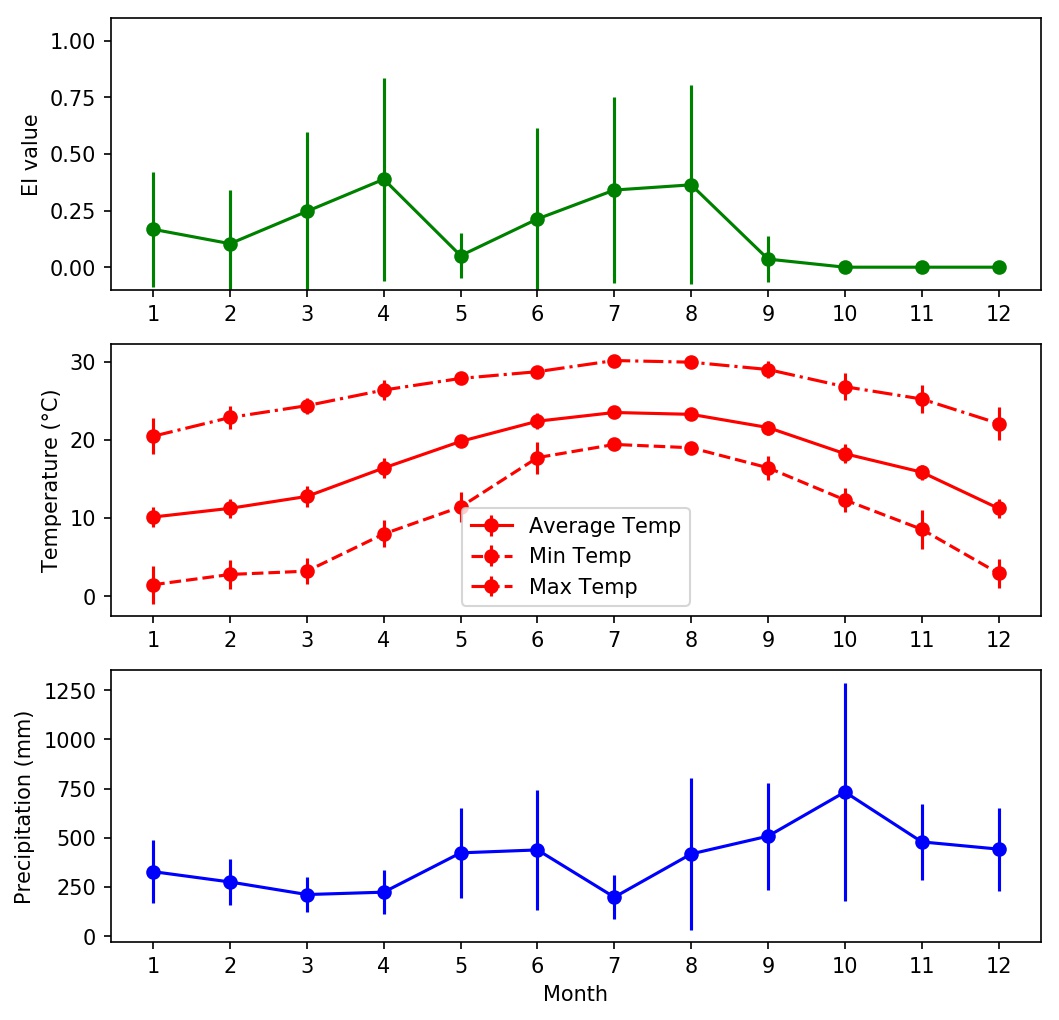 EI value
1.00
0.75
0.50
0.25
0.00
1 2 3 4 5 6 7 8 9 10 11 12
Temperature (°C)
30
20
10
0
Average Temp
Min Temp
Max Temp
1 2 3 4 5 6 7 8 9 10 11 12
Precipitation (mm)
1250
1000
750
500
250
0
1 2 3 4 5 6 7 8 9 10 11 12
Month